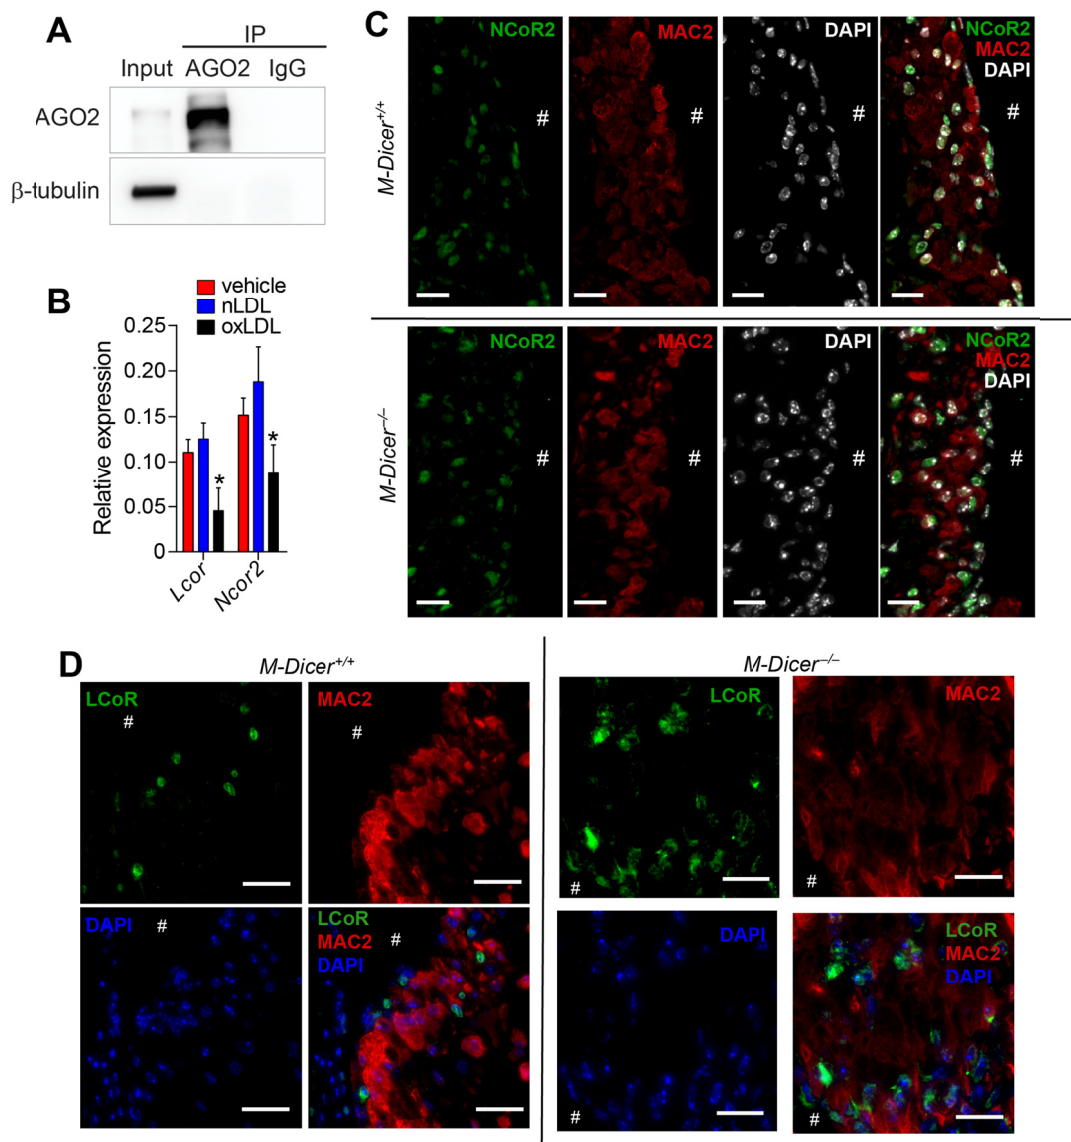 A
IP
Input AGO2 IgG
AGO2
β-tubulin
B
vehicle
nLDL
oxLDL
Relative expression
0.25
0.20
0.15
0.10
0.05
0
*
*
Lcor
Ncor2
C
M-Dicer+/+
NCoR2
#
MAC2
#
DAPI
#
NCoR2
MAC2
DAPI
#
M-Dicer−/−
NCoR2
#
MAC2
#
DAPI
#
NCoR2
MAC2
DAPI
#
D
M-Dicer+/+
LCoR
#
MAC2
#
DAPI
#
LCoR
MAC2
#
DAPI
M-Dicer−/−
LCoR
#
MAC2
#
DAPI
#
LCoR
MAC2
DAPI
#